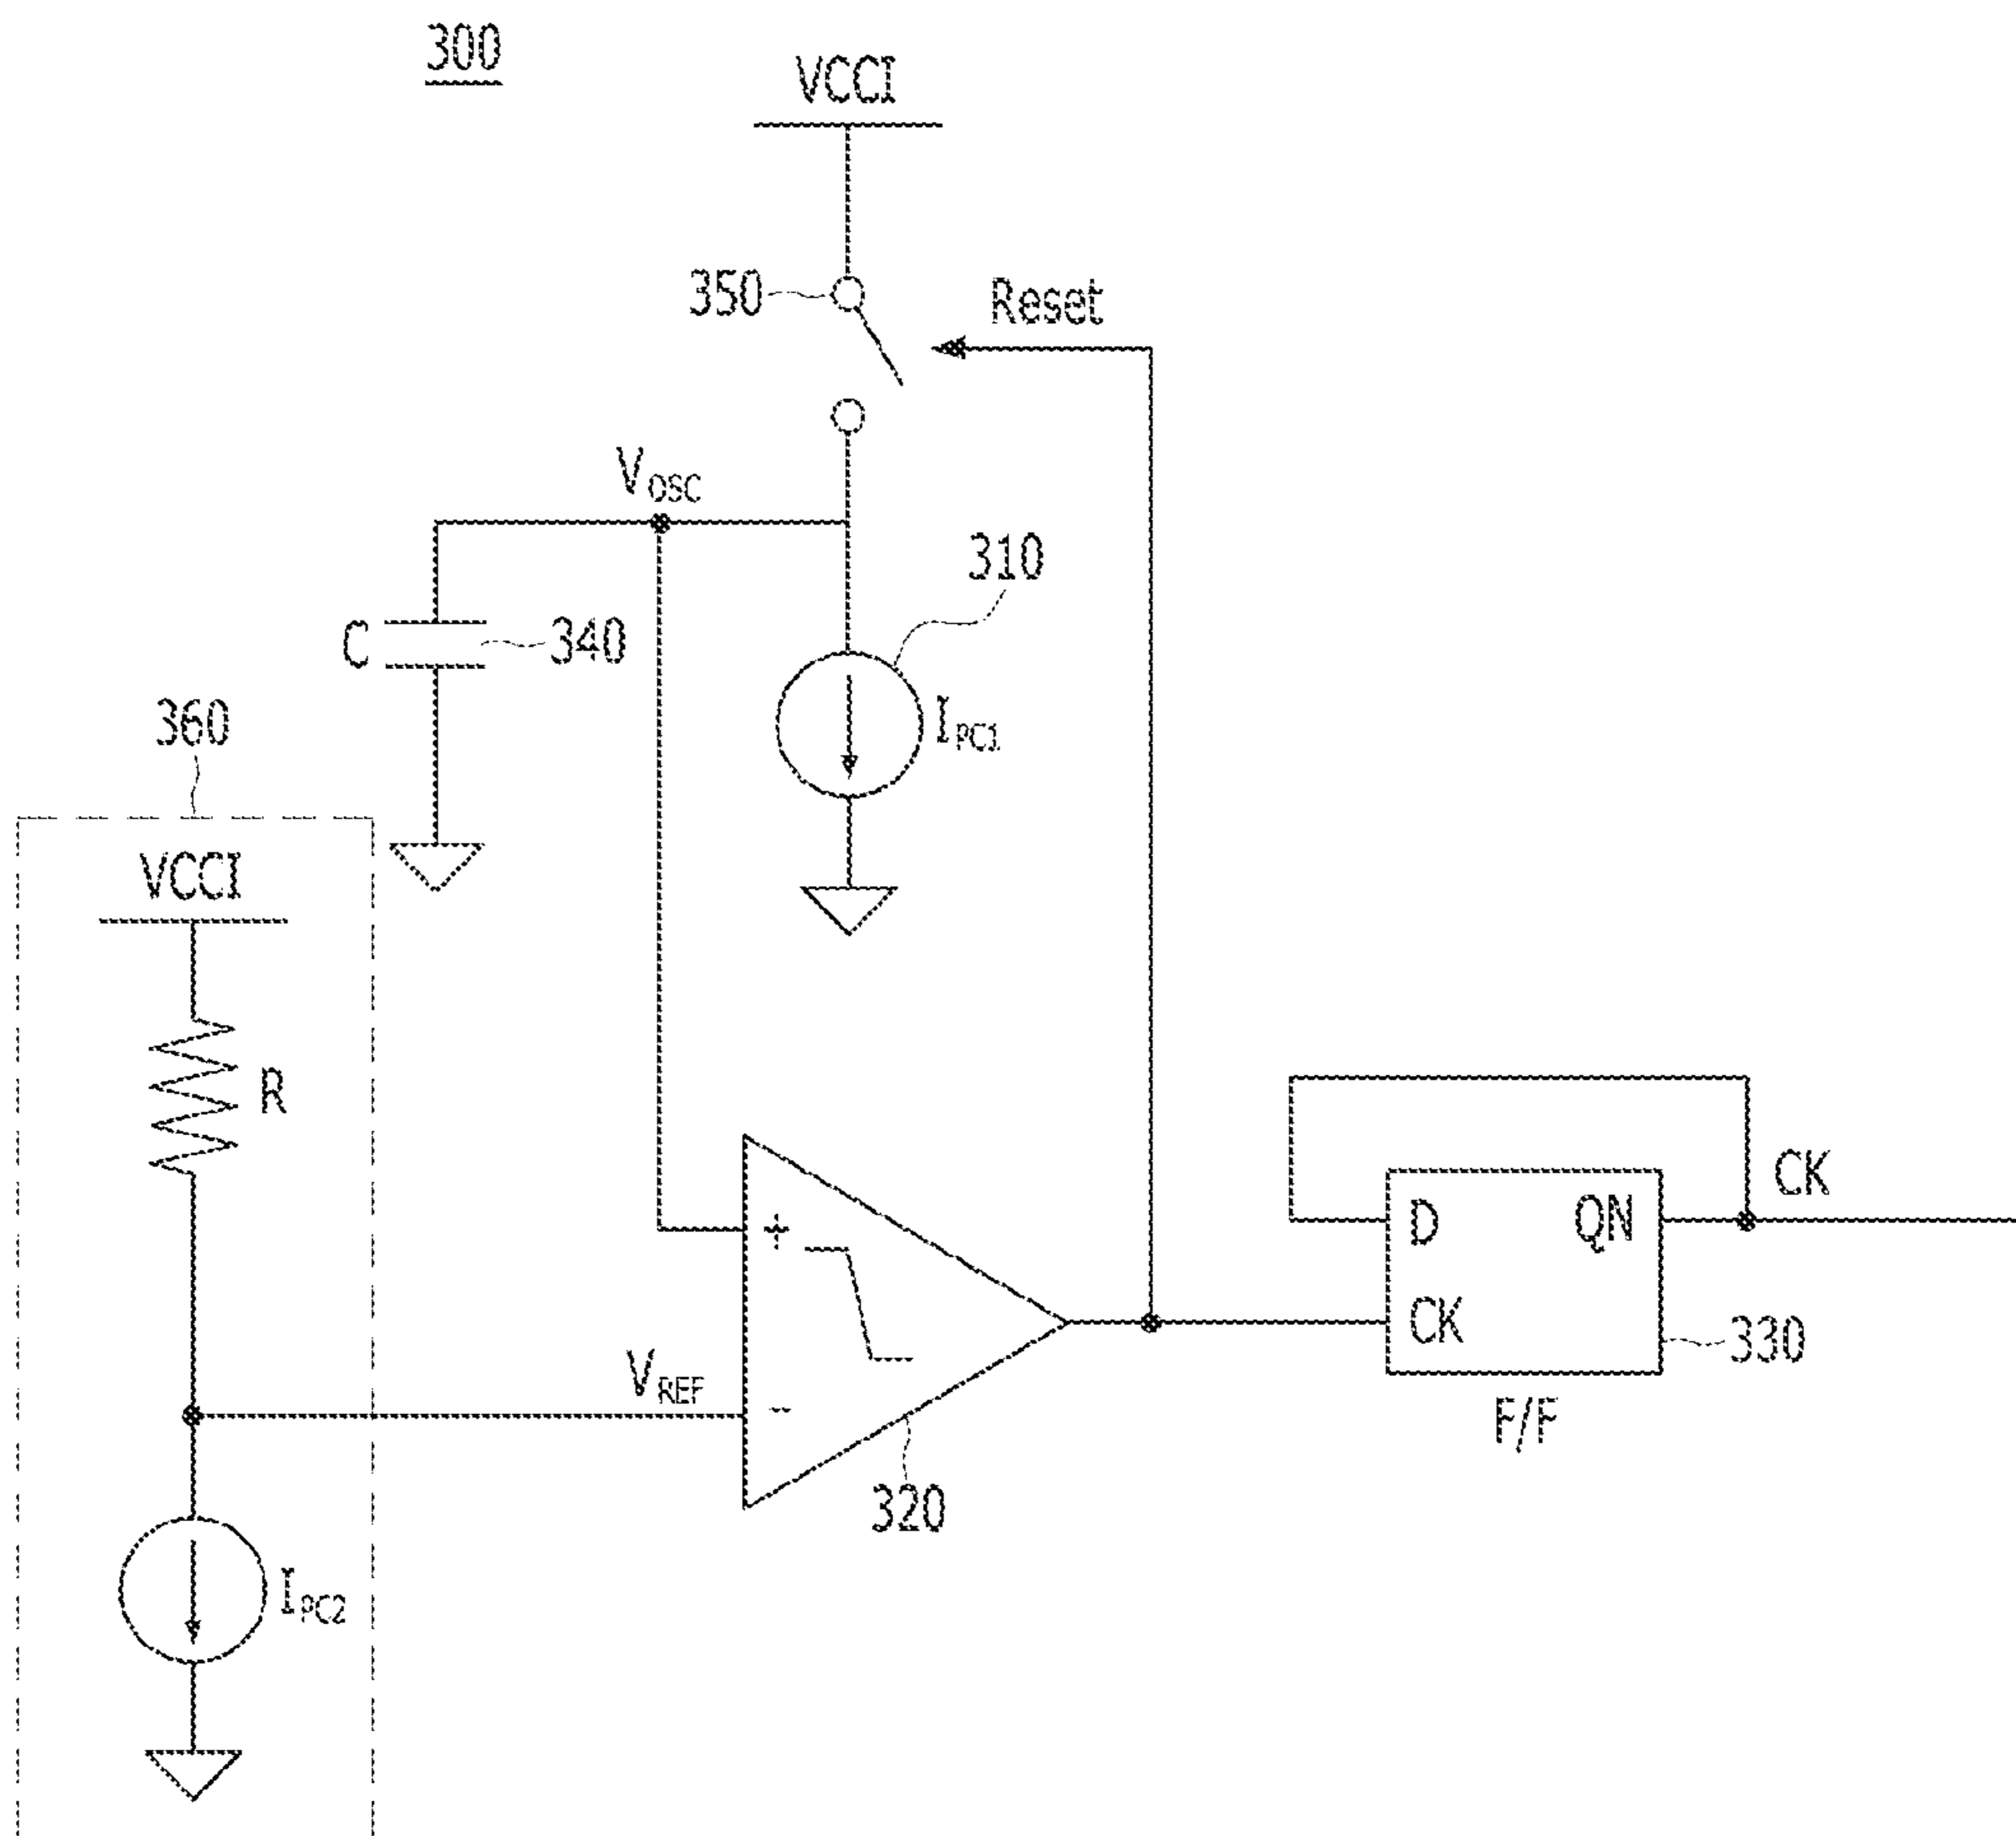 300
VCCI
350
Reset
VOSC
310
C
340
IPC1
360
VCCI
R
+
D
QN
CK
CK
330
F/F
VREF
-
320
IPC2